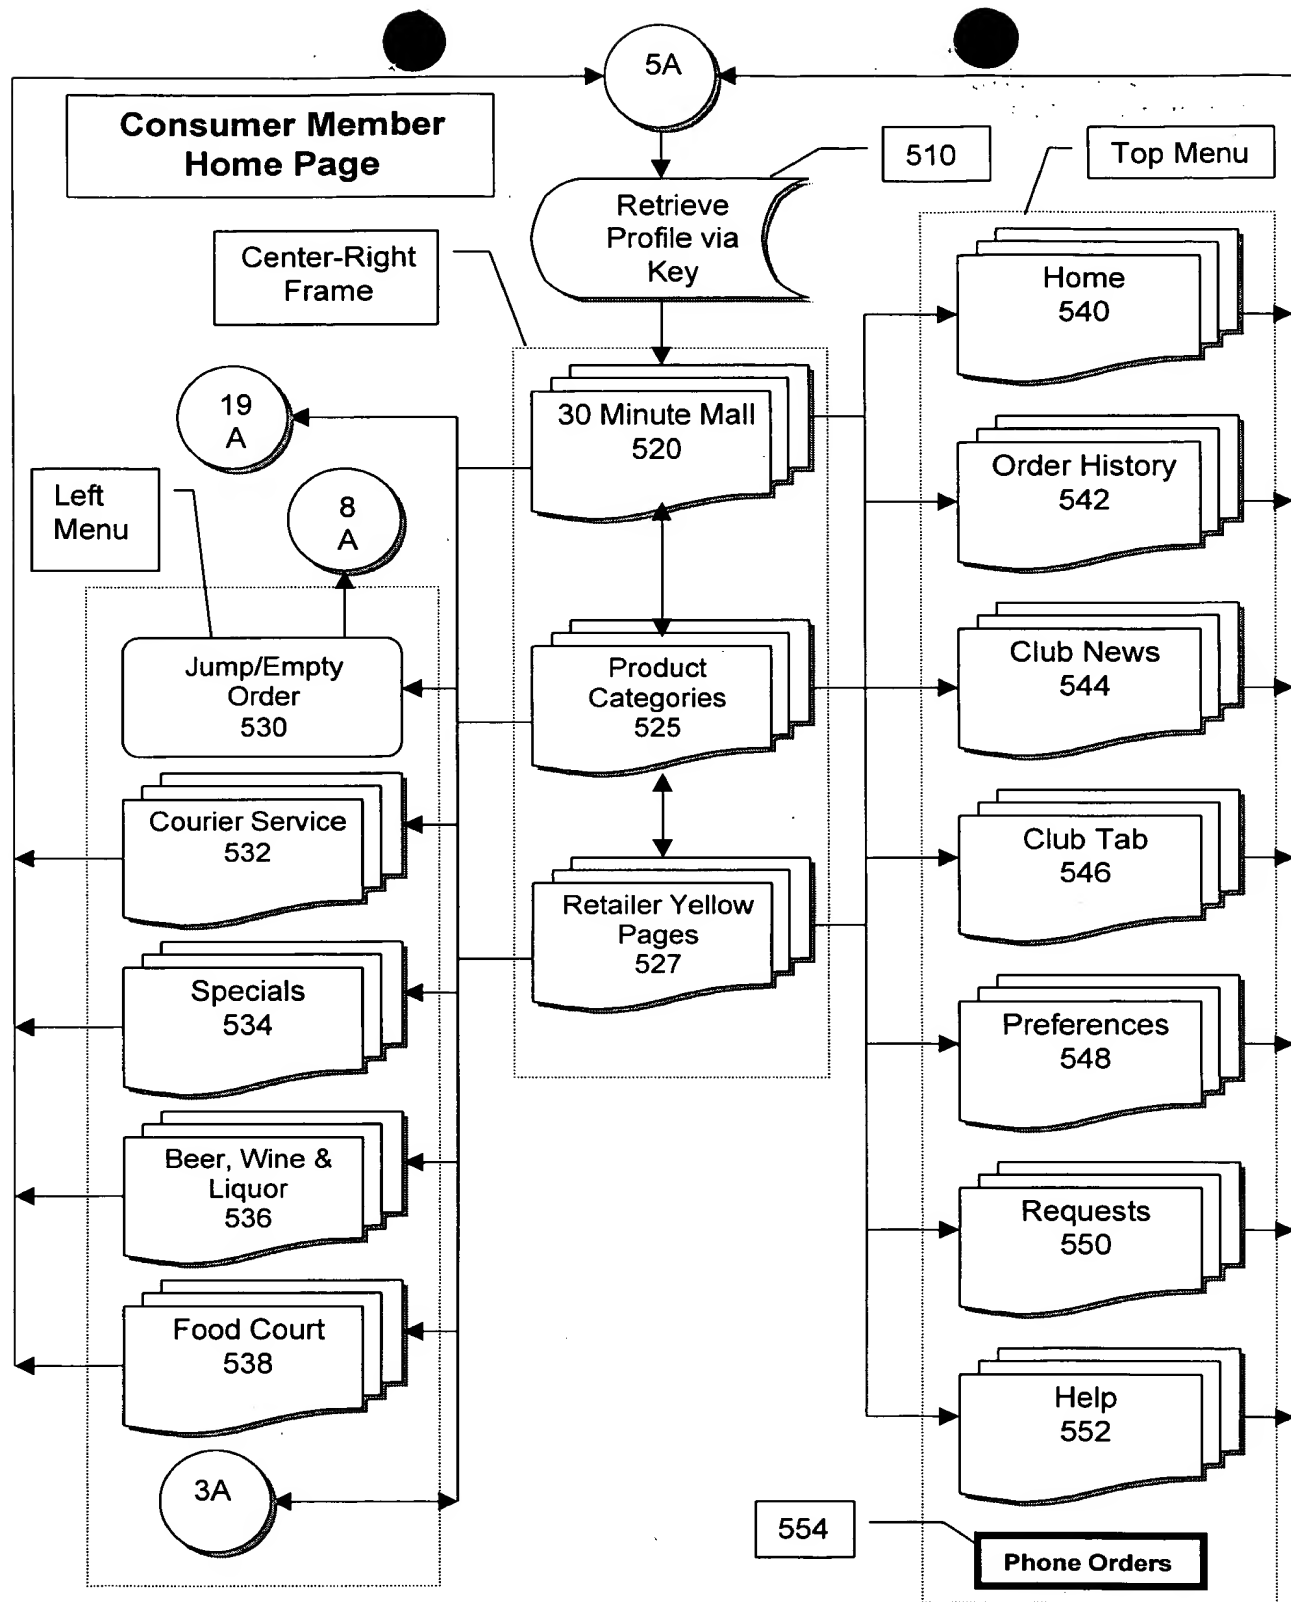 5A
Consumer Member
Home Page
510
Top Menu
Retrieve
Profile via
Key
Center-Right
Frame
Home
540
19
A
30 Minute Mall
520
Order History
542
Left
Menu
8
A
Jump/Empty
Order
530
Product
Categories
525
Club News
544
Courier Service
532
Club Tab
546
Retailer Yellow
Pages
527
Specials
534
Preferences
548
Beer, Wine &
Liquor
536
Requests
550
Food Court
538
Help
552
3A
554
Phone Orders